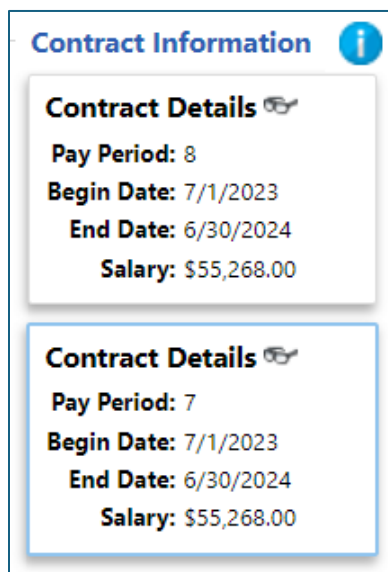 Contract Information
Contract Details
Pay Period: 8
Begin Date: 7/1/2023
End Date: 6/30/2024
Salary: $55,268.00
Contract Details
Pay Period: 7
Begin Date: 7/1/2023
End Date: 6/30/2024
Salary: $55,268.00